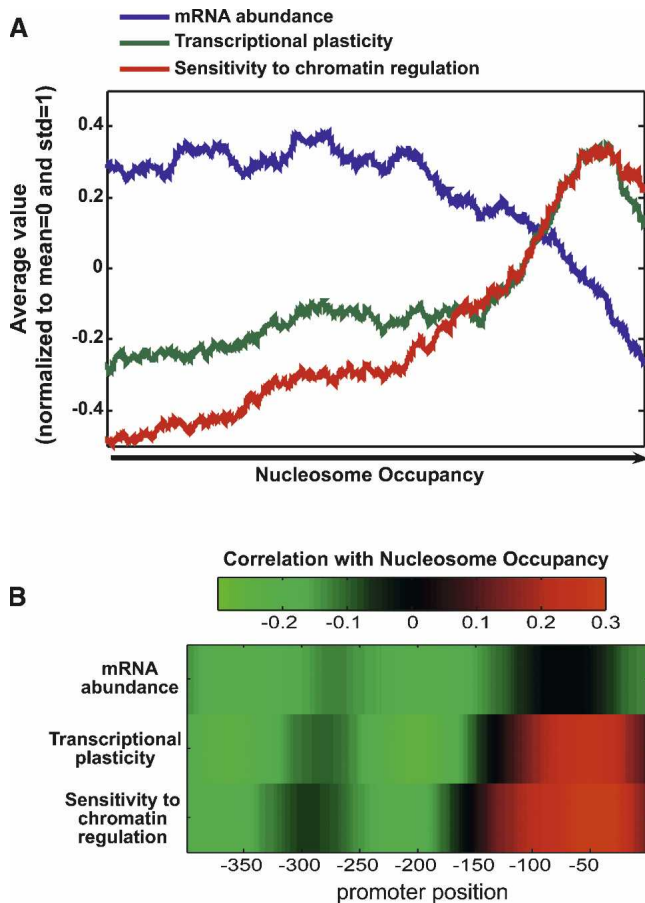 A
mRNA abundance
Transcriptional plasticity
Sensitivity to chromatin regulation
Average value
(normalized to mean=0 and std=1)
0.4
0.2
0
-0.2
-0.4
Nucleosome Occupancy
B
Correlation with Nucleosome Occupancy
-0.2 -0.1 0 0.1 0.2 0.3
mRNA
abundance
Transcriptional
plasticity
Sensitivity to
chromatin
regulation
-350 -300 -250 -200 -150 -100 -50
promoter position